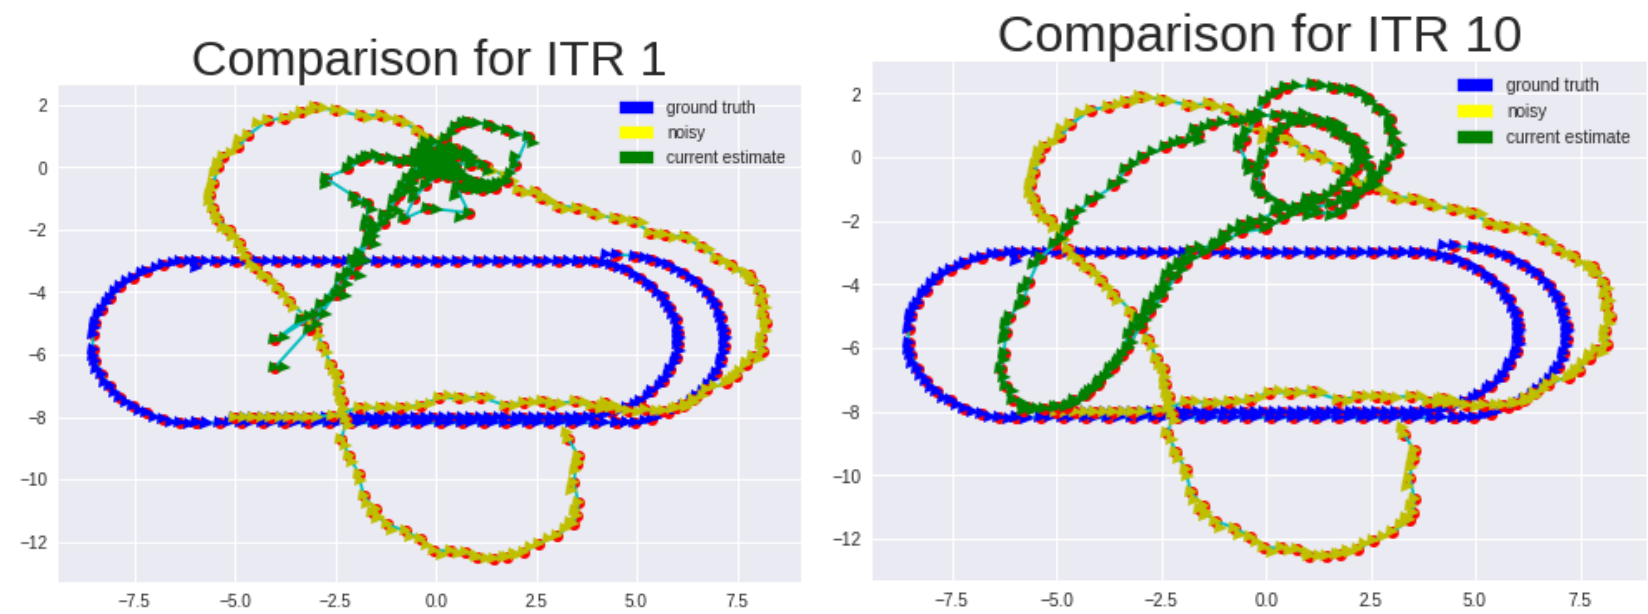 Comparison for ITR 1
ground truth
noisy
current estimate
2
0
−2
−4
−6
−8
−10
−12
−7.5 −5.0 −2.5 0.0 2.5 5.0 7.5
Comparison for ITR 10
ground truth
noisy
current estimate
2
0
−2
−4
−6
−8
−10
−12
−7.5 −5.0 −2.5 0.0 2.5 5.0 7.5